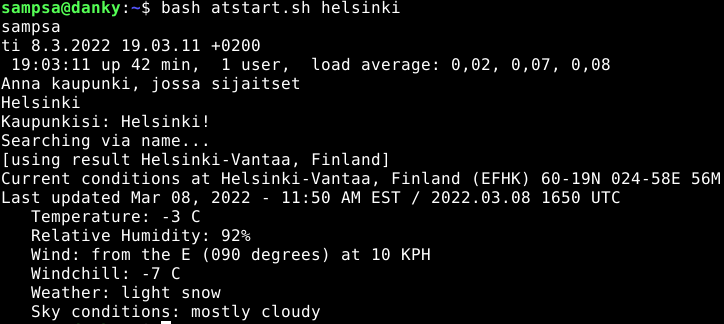 sampsa@danky:~$ bash atstart.sh helsinki
sampsa
ti 8.3.2022 19.03.11 +0200
 19:03:11 up 42 min,  1 user,  load average: 0,02, 0,07, 0,08
Anna kaupunki, jossa sijaitset
Helsinki
Kaupunkisi: Helsinki!
Searching via name...
[using result Helsinki-Vantaa, Finland]
Current conditions at Helsinki-Vantaa, Finland (EFHK) 60-19N 024-58E 56M
Last updated Mar 08, 2022 - 11:50 AM EST / 2022.03.08 1650 UTC
   Temperature: -3 C
   Relative Humidity: 92%
   Wind: from the E (090 degrees) at 10 KPH
   Windchill: -7 C
   Weather: light snow
   Sky conditions: mostly cloudy